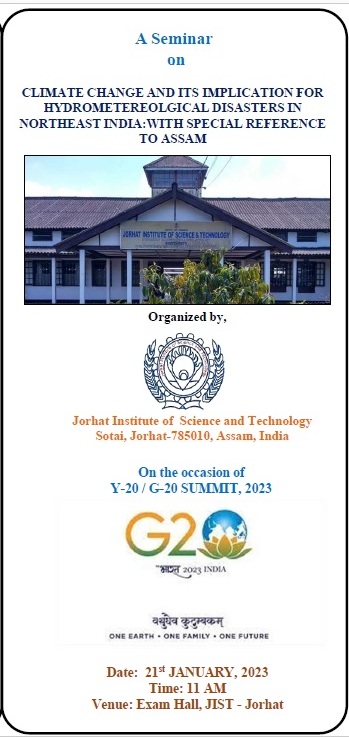 A Seminar
on
CLIMATE CHANGE AND ITS IMPLICATION FOR
HYDROMETEREOLGICAL DISASTERS IN
NORTHEAST INDIA:WITH SPECIAL REFERENCE
TO ASSAM
JORHAT INSTITUTE OF SCIENCE & TECHNOLOGY
Organized by,
Jorhat Institute of Science and Technology
Sotai, Jorhat-785010, Assam, India
On the occasion of
Y-20 / G-20 SUMMIT, 2023
G20
भारत 2023 INDIA
वसुधैव कुटुम्बकम्
ONE EARTH • ONE FAMILY • ONE FUTURE
Date: 21st JANUARY, 2023
Time: 11 AM
Venue: Exam Hall, JIST - Jorhat